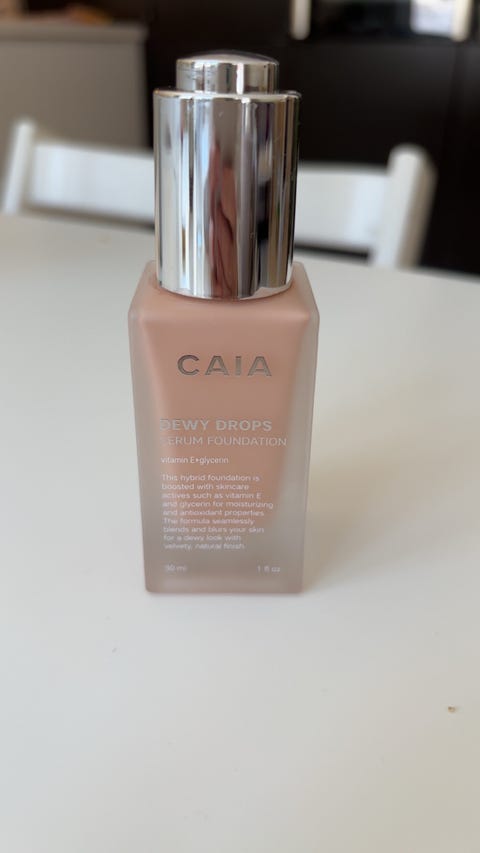 CAIA
DEWY DROPS
SERUM FOUNDATION
vitamin E+glycerin
This hybrid foundation is
boosted with skincare
actives such as vitamin E
and glycerin for moisturizing
and antioxidant properties.
The formula seamlessly
blends and blurs your skin
for a dewy look with
velvety, natural finish.
30 ml 1 fl oz